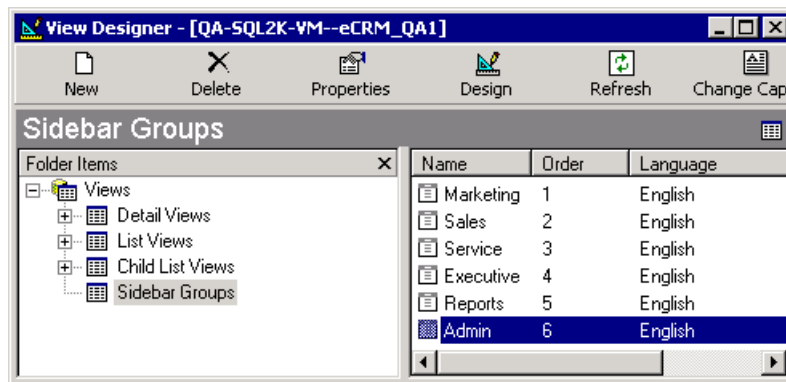 View Designer - [QA-SQL2K-VM--eCRM_QA1]
New Delete Properties Design Refresh Change Cap
Sidebar Groups
Folder Items
Views
Detail Views
List Views
Child List Views
Sidebar Groups
Name Order Language
Marketing 1 English
Sales 2 English
Service 3 English
Executive 4 English
Reports 5 English
Admin 6 English